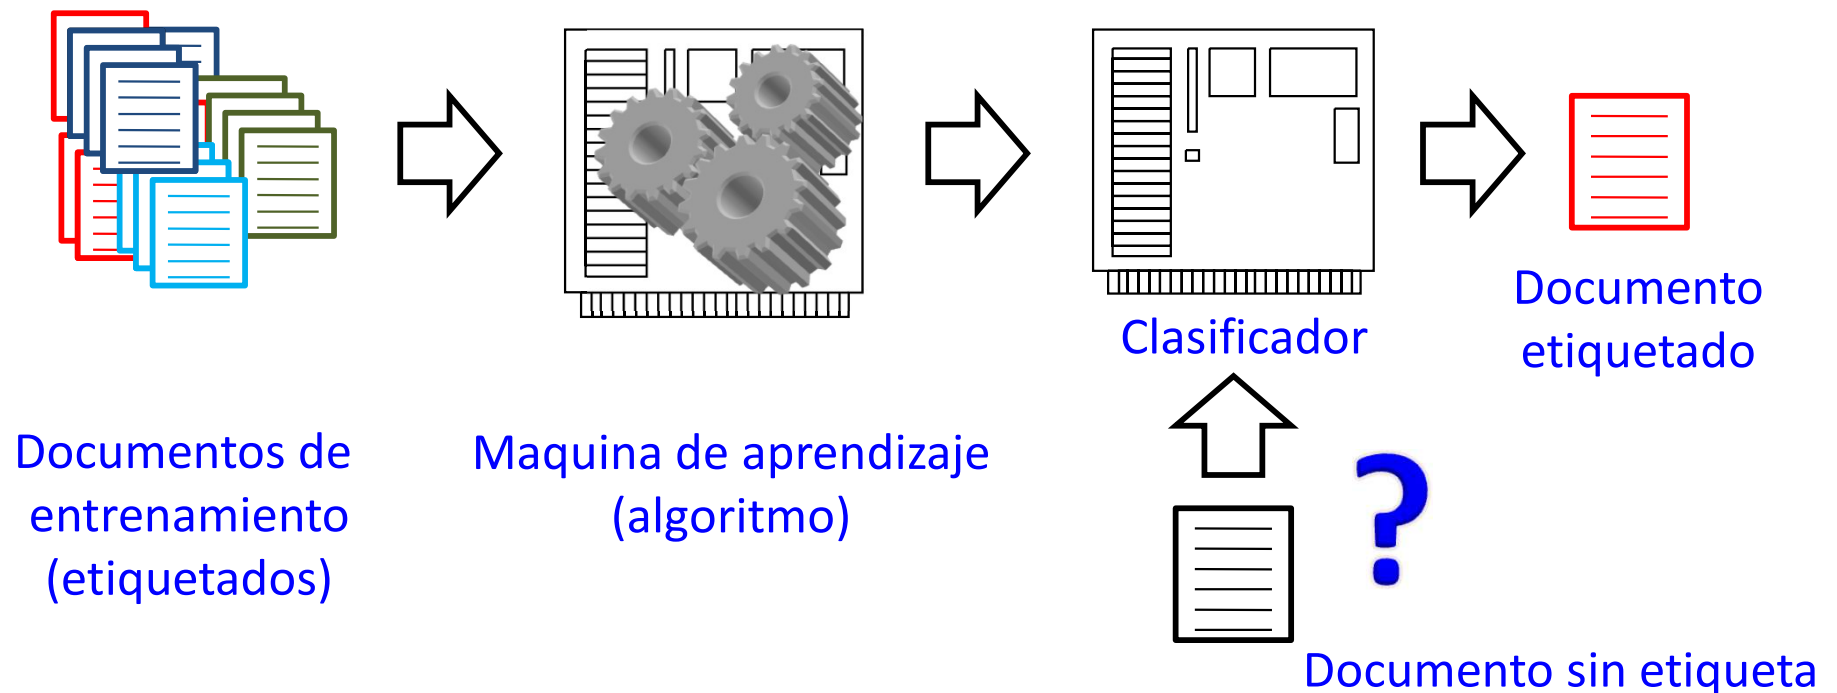 Documentos de
entrenamiento
(etiquetados)
Maquina de aprendizaje
(algoritmo)
Clasificador
Documento
etiquetado
?
Documento sin etiqueta